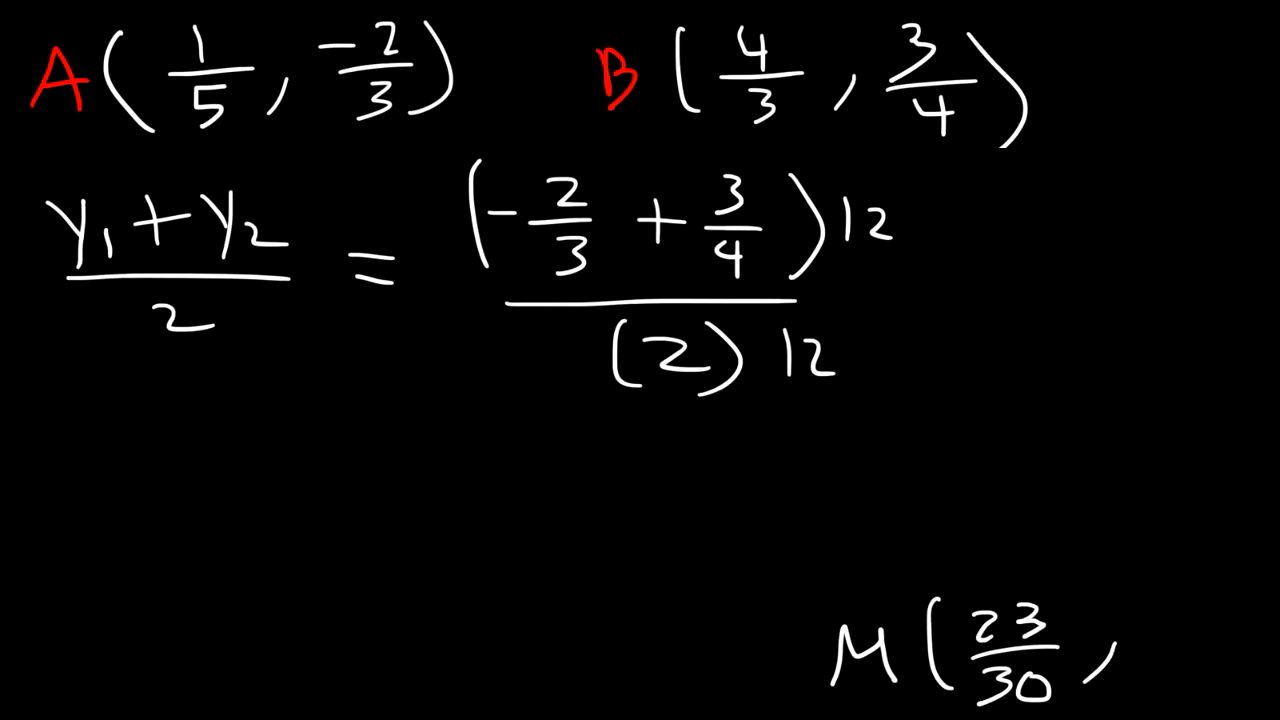 A(1/5, -2/3) B(4/3, 3/4)
(y₁ + y₂)/2 = ((-2/3 + 3/4)12)/((2)12)
M(23/30,